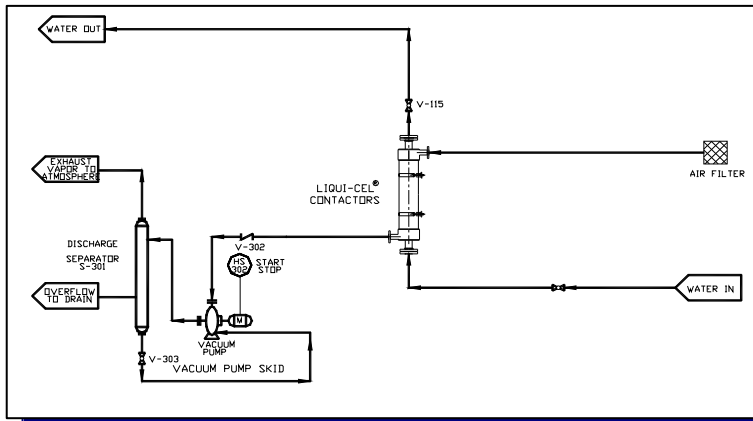 WATER OUT
V-115
EXHAUST
VAPOR TO
ATMOSPHERE
AIR FILTER
LIQUI-CEL®
CONTACTORS
DISCHARGE
SEPARATOR
S-301
V-302
HS
302
START
STOP
OVERFLOW
TO DRAIN
WATER IN
M
VACUUM
PUMP
V-303
VACUUM PUMP SKID